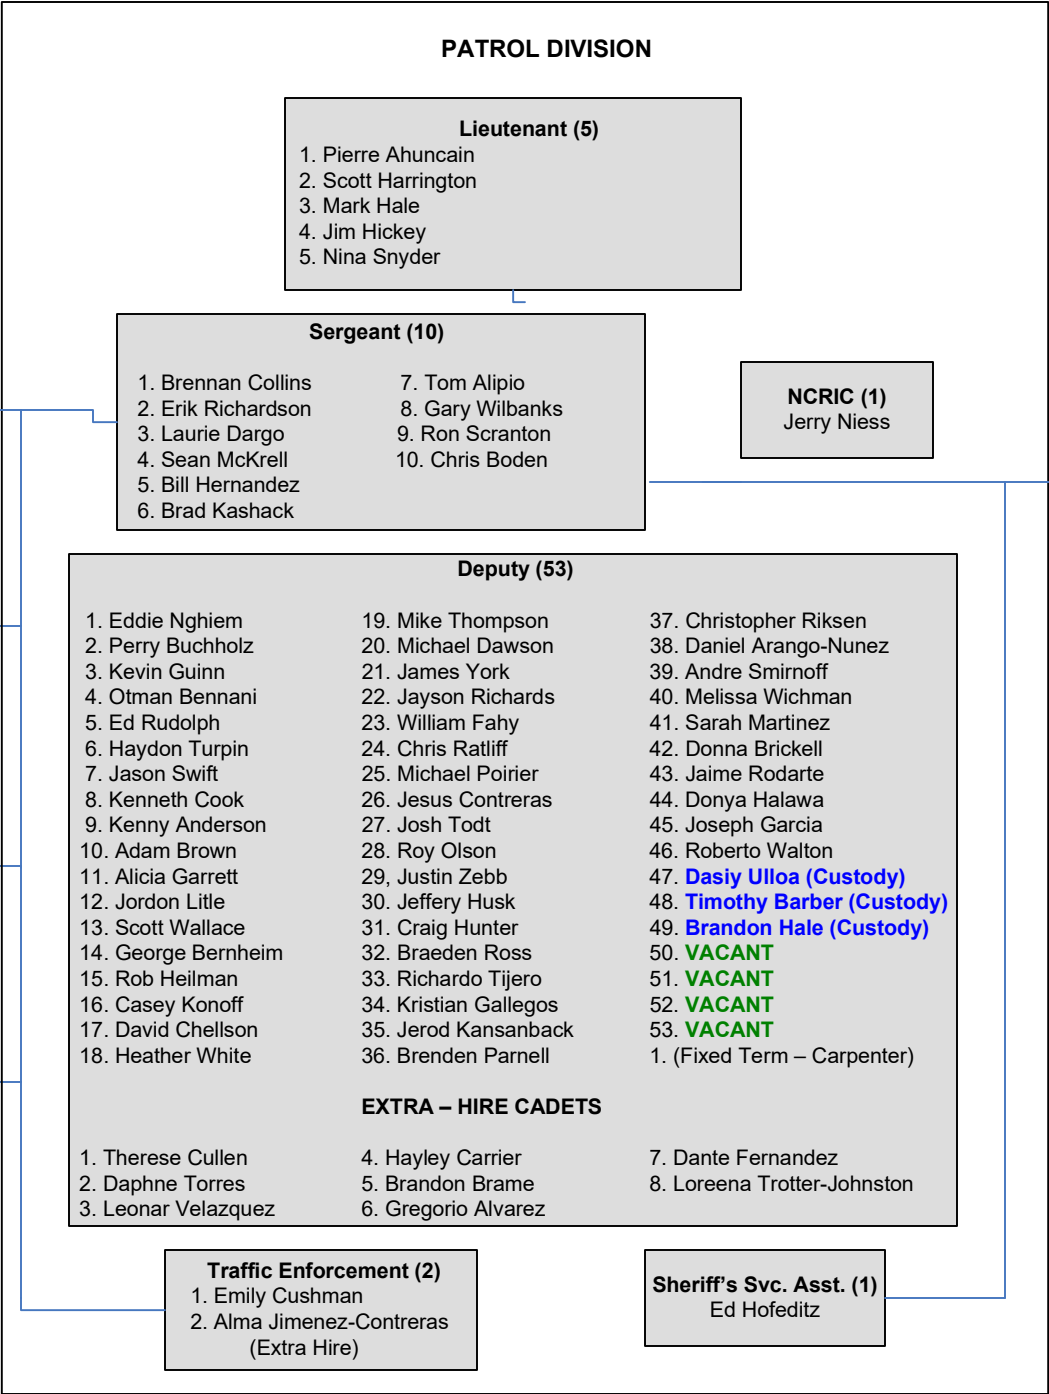 PATROL DIVISION
Lieutenant (5)
1. Pierre Ahuncain
2. Scott Harrington
3. Mark Hale
4. Jim Hickey
5. Nina Snyder
Sergeant (10)
1. Brennan Collins
2. Erik Richardson
3. Laurie Dargo
4. Sean McKrell
5. Bill Hernandez
6. Brad Kashack
7. Tom Alipio
8. Gary Wilbanks
9. Ron Scranton
10. Chris Boden
NCRIC (1)
Jerry Niess
Deputy (53)
1. Eddie Nghiem
2. Perry Buchholz
3. Kevin Guinn
4. Otman Bennani
5. Ed Rudolph
6. Haydon Turpin
7. Jason Swift
8. Kenneth Cook
9. Kenny Anderson
10. Adam Brown
11. Alicia Garrett
12. Jordon Litle
13. Scott Wallace
14. George Bernheim
15. Rob Heilman
16. Casey Konoff
17. David Chellson
18. Heather White
19. Mike Thompson
20. Michael Dawson
21. James York
22. Jayson Richards
23. William Fahy
24. Chris Ratliff
25. Michael Poirier
26. Jesus Contreras
27. Josh Todt
28. Roy Olson
29, Justin Zebb
30. Jeffery Husk
31. Craig Hunter
32. Braeden Ross
33. Richardo Tijero
34. Kristian Gallegos
35. Jerod Kansanback
36. Brenden Parnell
37. Christopher Riksen
38. Daniel Arango-Nunez
39. Andre Smirnoff
40. Melissa Wichman
41. Sarah Martinez
42. Donna Brickell
43. Jaime Rodarte
44. Donya Halawa
45. Joseph Garcia
46. Roberto Walton
47. Dasiy Ulloa (Custody)
48. Timothy Barber (Custody)
49. Brandon Hale (Custody)
50. VACANT
51. VACANT
52. VACANT
53. VACANT
1. (Fixed Term – Carpenter)
EXTRA – HIRE CADETS
1. Therese Cullen
2. Daphne Torres
3. Leonar Velazquez
4. Hayley Carrier
5. Brandon Brame
6. Gregorio Alvarez
7. Dante Fernandez
8. Loreena Trotter-Johnston
Traffic Enforcement (2)
1. Emily Cushman
2. Alma Jimenez-Contreras
(Extra Hire)
Sheriff's Svc. Asst. (1)
Ed Hofeditz